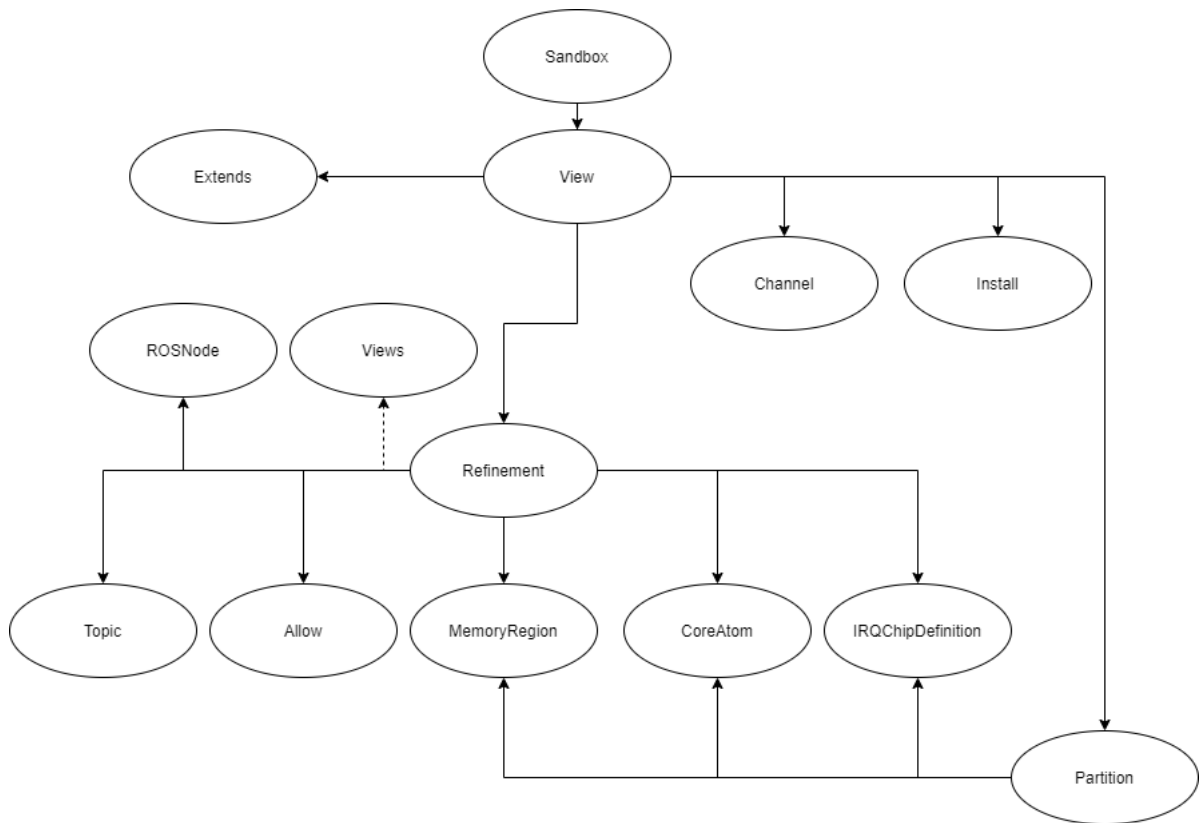 Sandbox
Extends
View
Channel
Install
ROSNode
Views
Refinement
Topic
Allow
MemoryRegion
CoreAtom
IRQChipDefinition
Partition